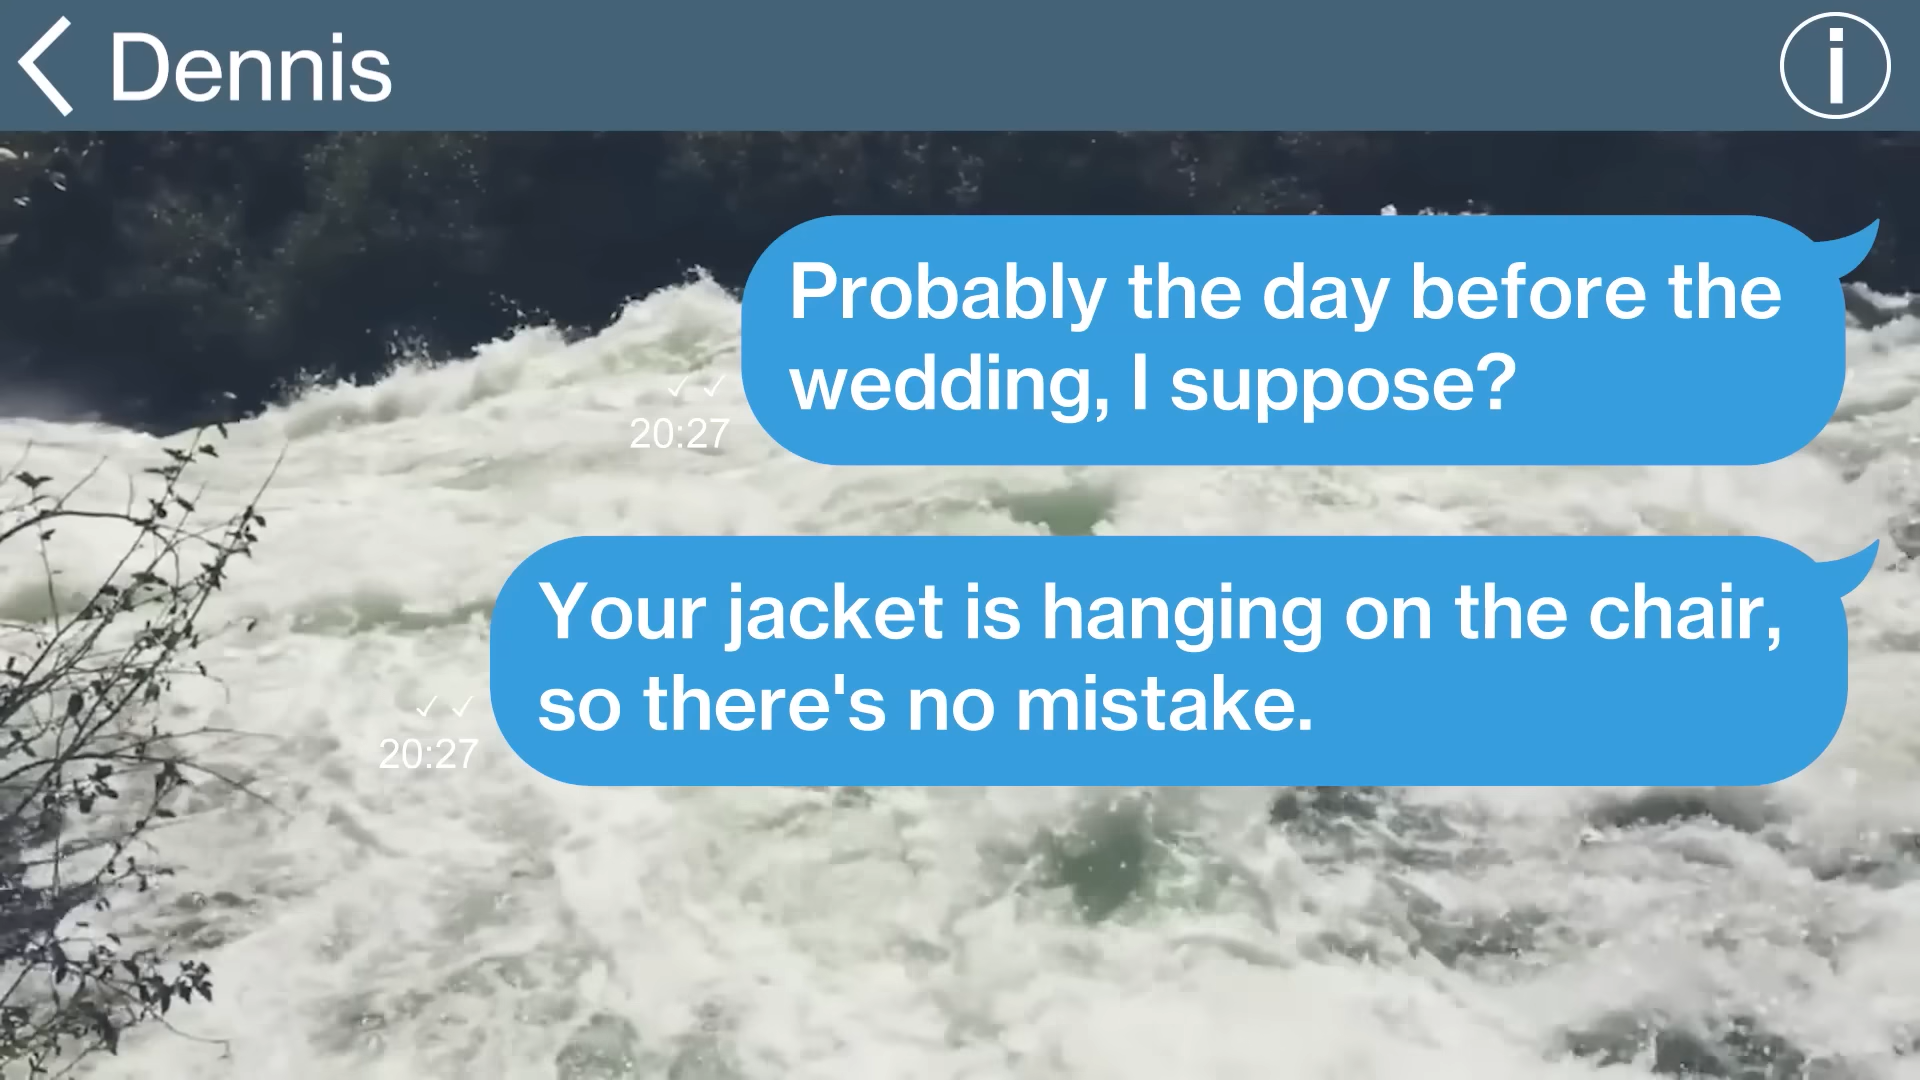 Dennis
Probably the day before the
wedding, I suppose?
20:27
Your jacket is hanging on the chair,
so there's no mistake.
20:27